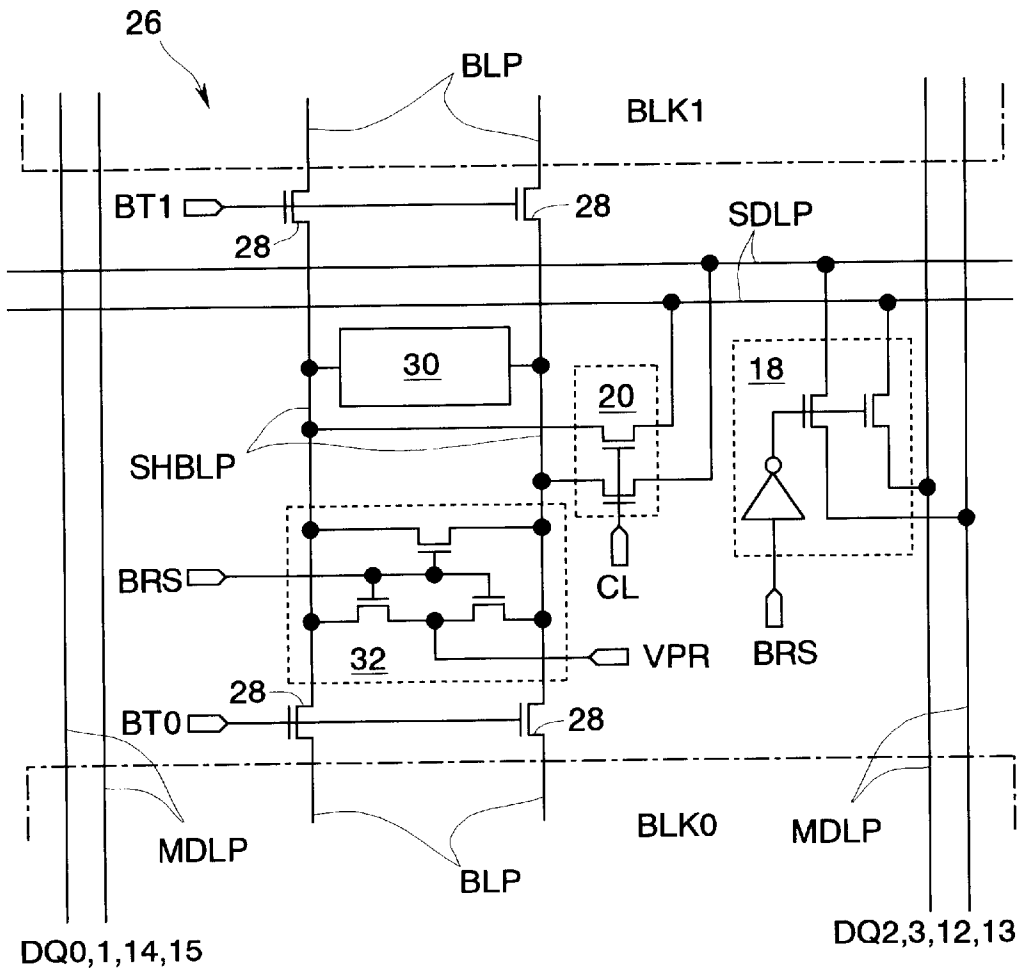 26
BLP
BLK1
BT1
28
28
SDLP
30
20
18
SHBLP
BRS
CL
32
VPR
BRS
28
BT0
28
MDLP
BLP
BLK0
MDLP
DQ0,1,14,15
DQ2,3,12,13